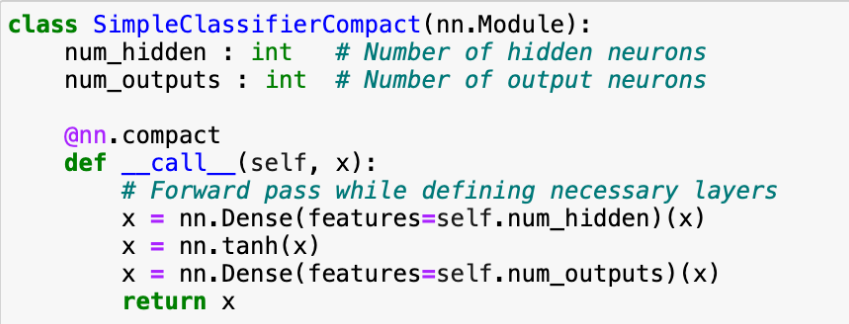 class SimpleClassifierCompact(nn.Module):
    num_hidden : int   # Number of hidden neurons
    num_outputs : int  # Number of output neurons

    @nn.compact
    def __call__(self, x):
        # Forward pass while defining necessary layers
        x = nn.Dense(features=self.num_hidden)(x)
        x = nn.tanh(x)
        x = nn.Dense(features=self.num_outputs)(x)
        return x